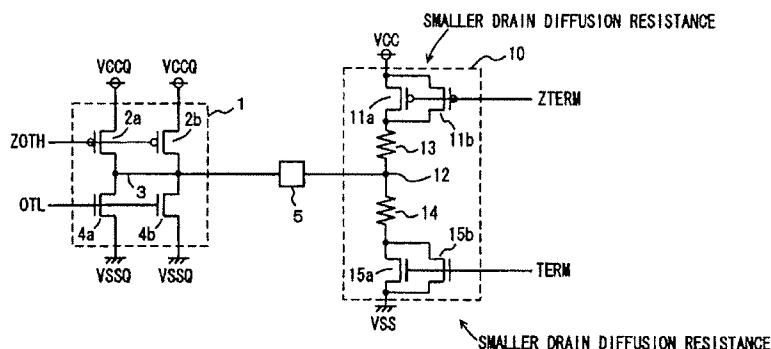 SMALLER DRAIN DIFFUSION RESISTANCE
VCCQ VCCQ VCC 10
1
2a 2b 11a 11b
ZOTH ZTERM
13
3 12
OTL 5 14
4a 4b 15b
15a TERM
VSSQ VSSQ VSS
SMALLER DRAIN DIFFUSION RESISTANCE